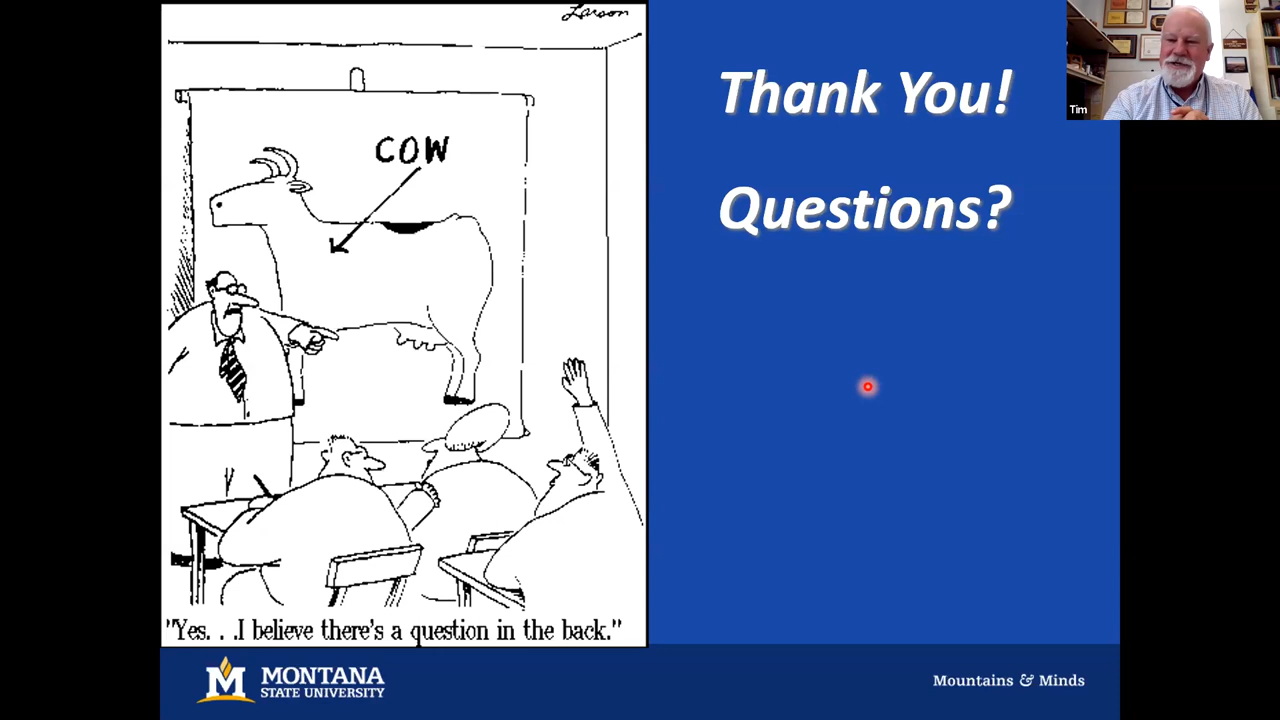 Larson
COW
"Yes. . .I believe there's a question in the back."
Thank You!
Questions?
Tim
MONTANA
STATE UNIVERSITY
Mountains & Minds